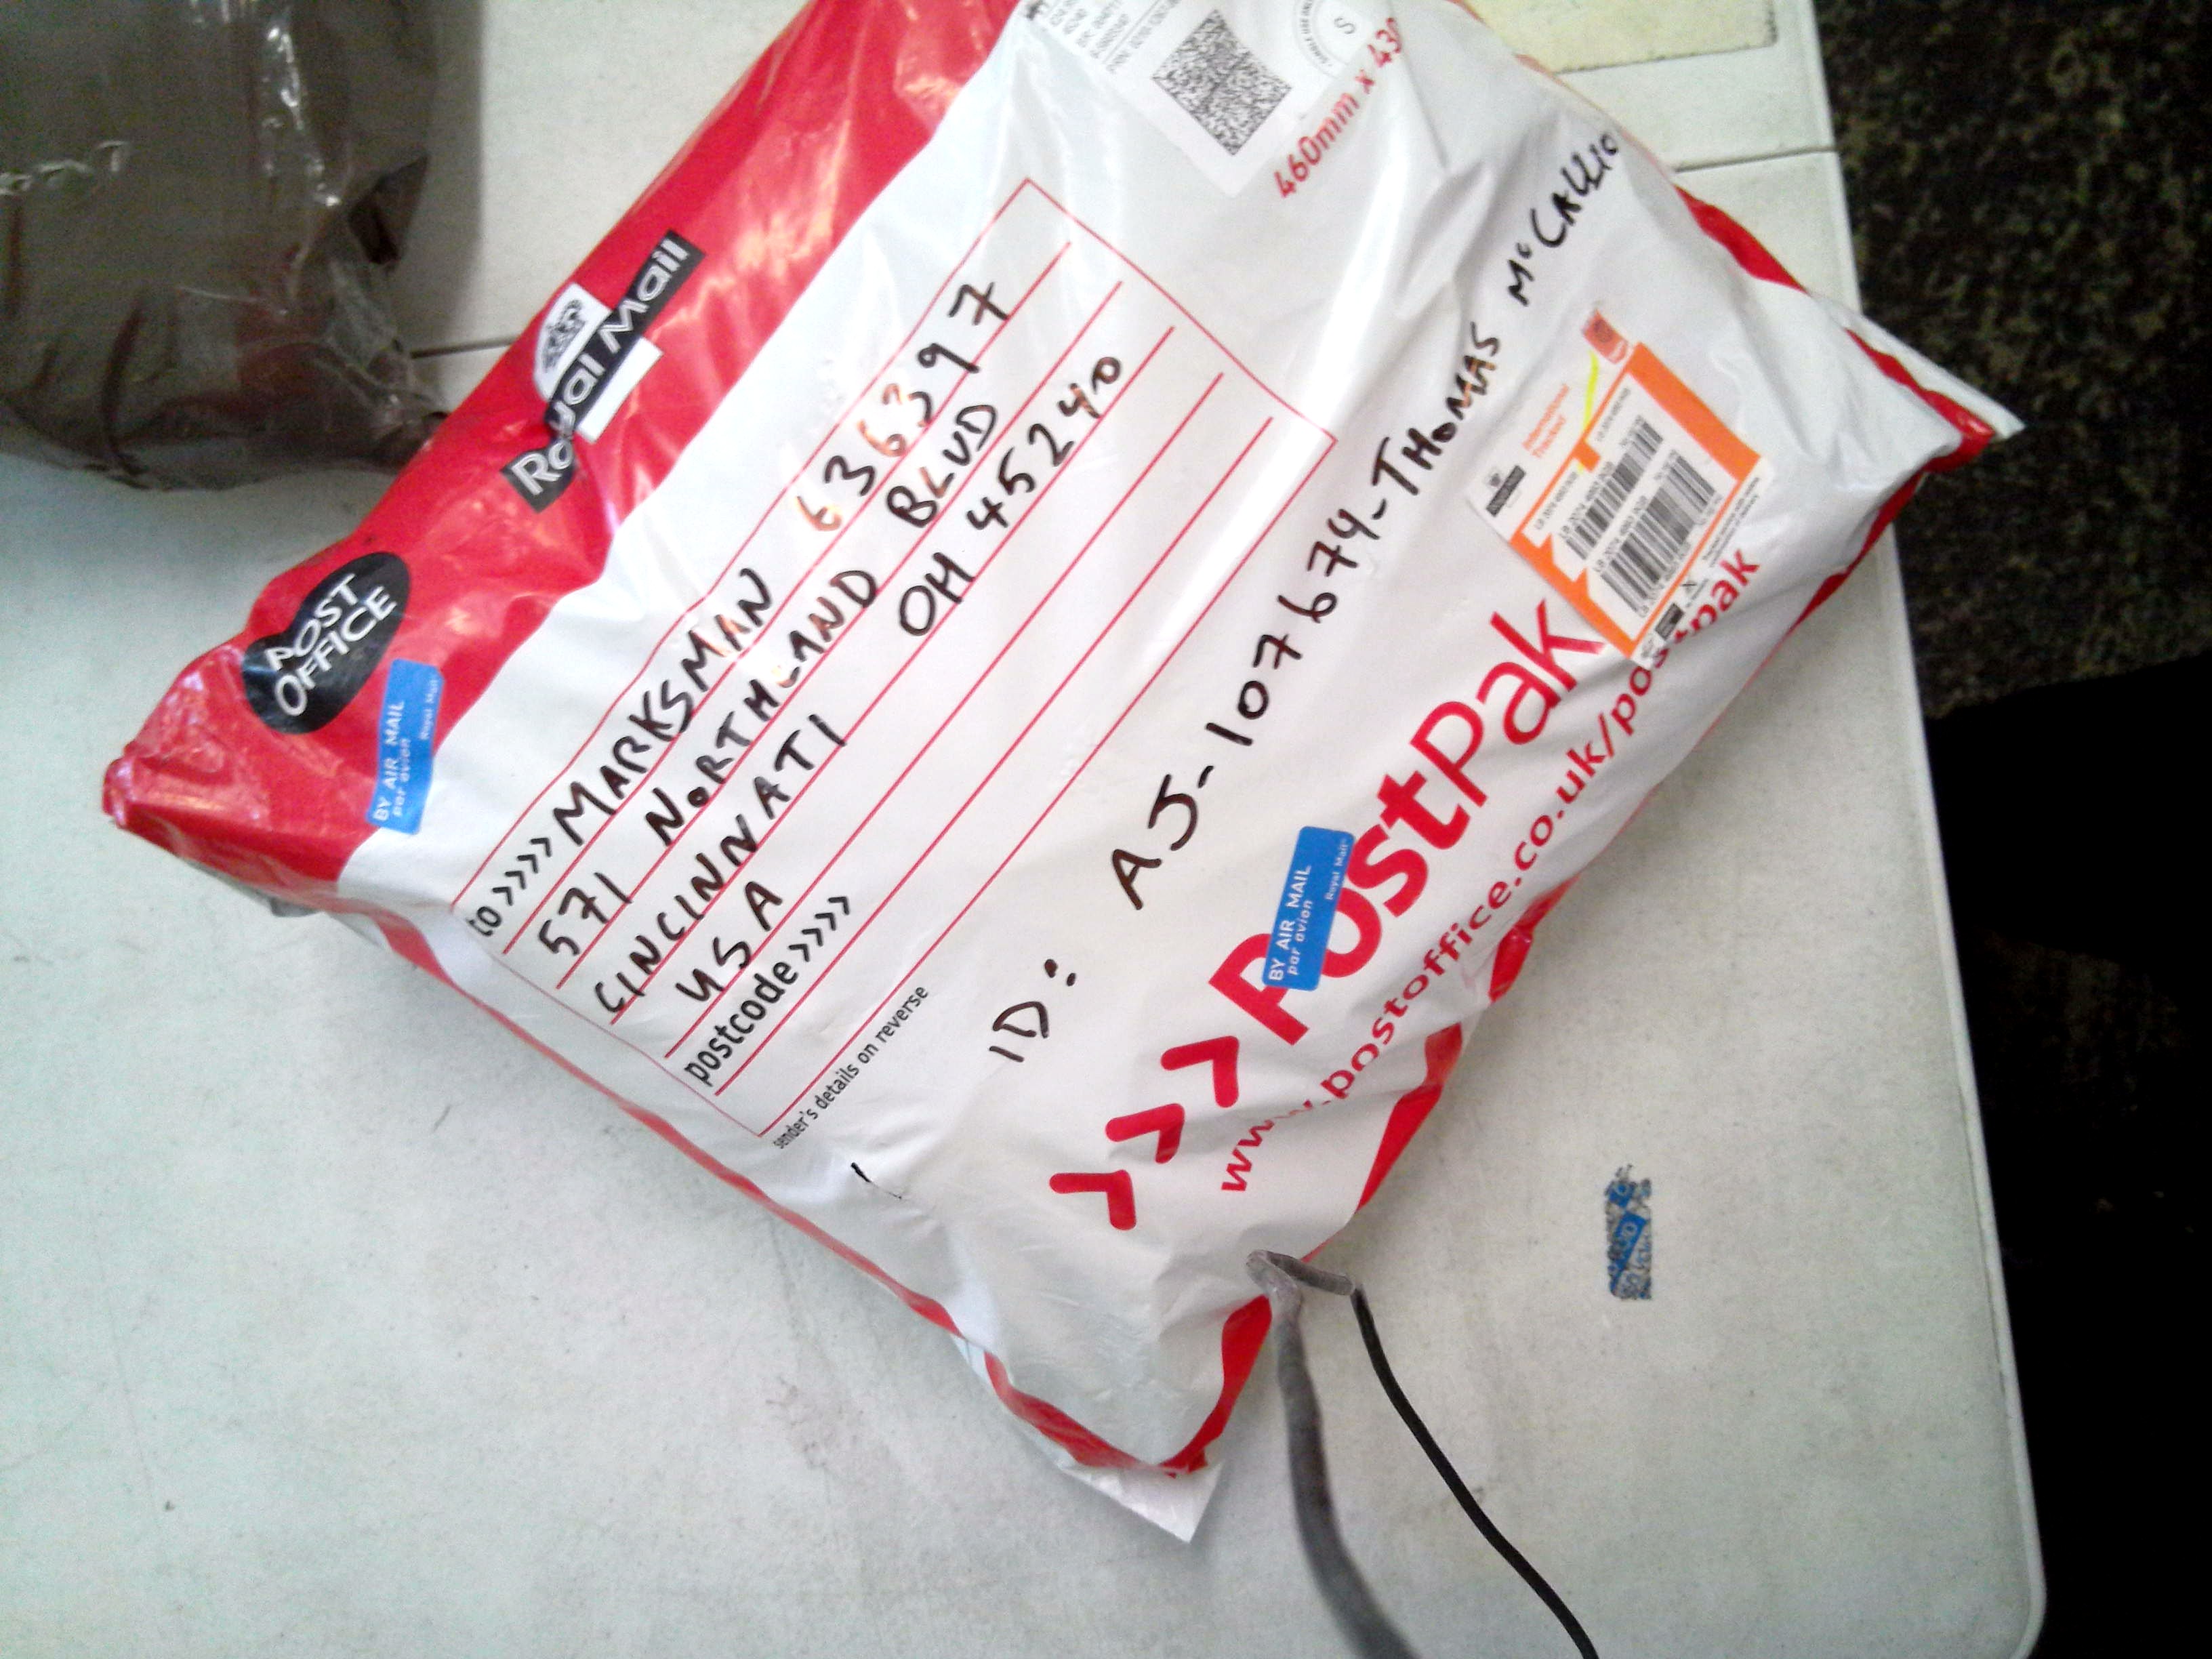 460mm x 430
Royal Mail
POST
OFFICE
BY AIR MAIL
par avion
Royal Mail
to >>>>> MARKSMAN 636397
571 NORTHLAND BLVD
CINCINNATI OH 45240
USA
postcode >>>>
sender's details on reverse
ID: AJ-107674-THOMAS
International
Tracked
>>>PostPak
www.postoffice.co.uk/postpak
BY AIR MAIL
par avion
Royal Mail